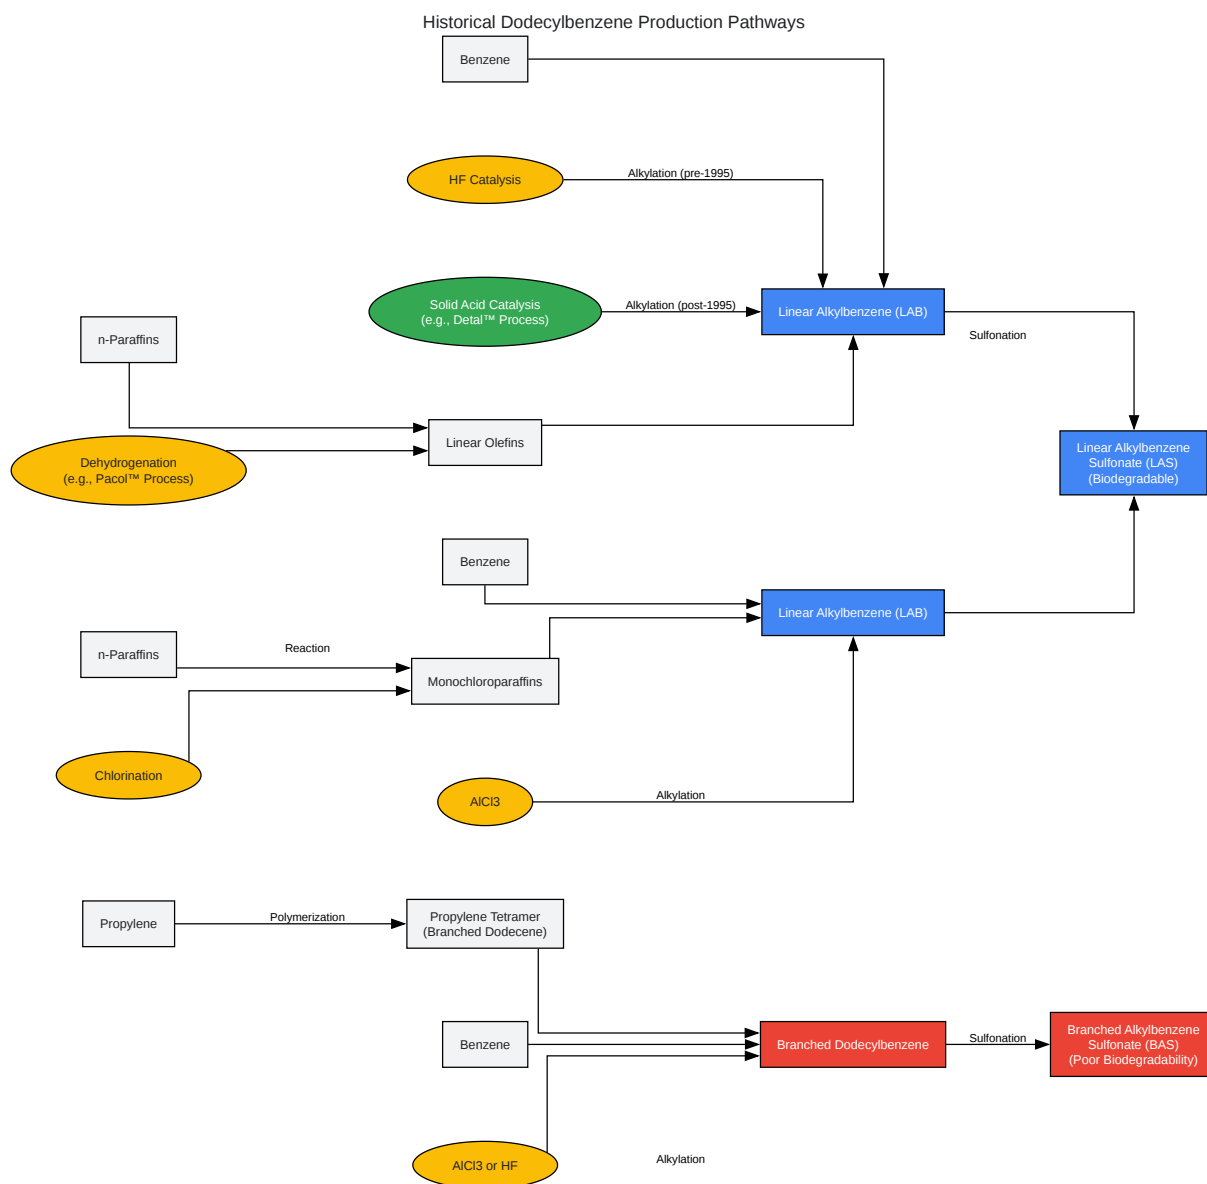 Historical Dodecylbenzene Production Pathways
Benzene
HF Catalysis
Alkylation (pre-1995)
Solid Acid Catalysis
(e.g., Detal™ Process)
Alkylation (post-1995)
Linear Alkylbenzene (LAB)
Sulfonation
n-Paraffins
Linear Olefins
Dehydrogenation
(e.g., Pacol™ Process)
Linear Alkylbenzene
Sulfonate (LAS)
(Biodegradable)
Benzene
Linear Alkylbenzene (LAB)
n-Paraffins
Reaction
Monochloroparaffins
Chlorination
AlCl3
Alkylation
Propylene
Polymerization
Propylene Tetramer
(Branched Dodecene)
Benzene
Branched Dodecylbenzene
Sulfonation
Branched Alkylbenzene
Sulfonate (BAS)
(Poor Biodegradability)
AlCl3 or HF
Alkylation